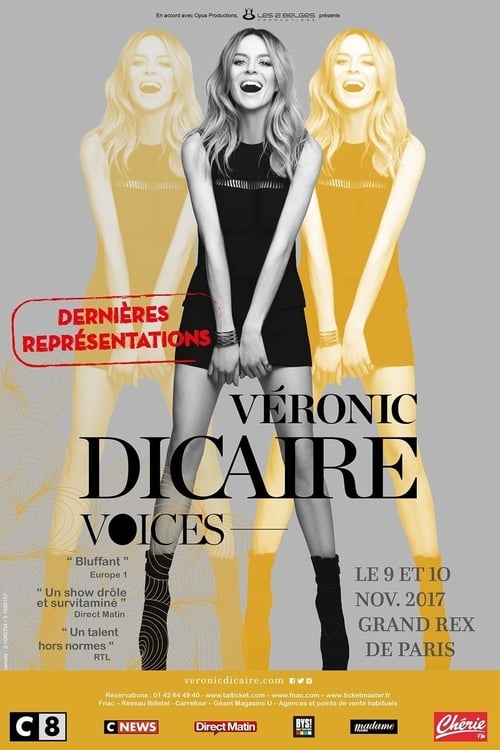 En accord avec Opus Productions, LES 2 BELGES PRODUCTIONS présente
DERNIÈRES
REPRÉSENTATIONS
VÉRONIC
DICAIRE
VOICES
“ Bluffant ”
Europe 1
“ Un show drôle
et survitaminé ”
Direct Matin
“ Un talent
hors normes ”
RTL
LE 9 ET 10
NOV. 2017
GRAND REX
DE PARIS
veronicdicaire.com
Réservations : 01 42 64 49 40 - www.talticket.com - www.fnac.com - www.ticketmaster.fr
Fnac – Réseau Billetel - Carrefour – Géant Magasins U – Agences et points de vente habituels
C8
CNEWS
Direct Matin
BYS!
madame
Chérie
FM